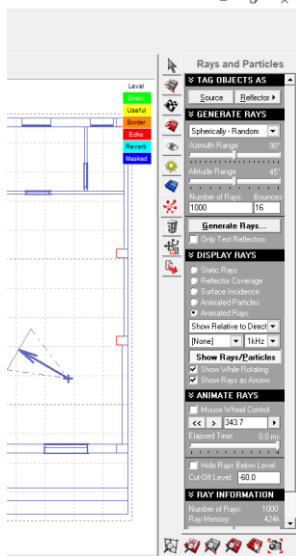 Rays and Particles
TAG OBJECTS AS
Source Reflector
Level
Direct
Useful
Border
Echo
Reverb
Masked
GENERATE RAYS
Spherically - Random
Azimuth Range 90°
Altitude Range 45°
Number of Rays: Bounces
1000 16
Generate Rays...
Only Test Reflectors
DISPLAY RAYS
Static Rays
Reflector Coverage
Surface Incidence
Animated Particles
Animated Rays
Show Relative to Direct
[None] 1kHz
Show Rays/Particles
Show While Rotating
Show Rays as Arrows
ANIMATE RAYS
Mouse Wheel Control
<< > 343.7
Elapsed Time: 0.0 ms
Hide Rays Below Level
Cut-Off Level -60.0
RAY INFORMATION
Number of Rays: 1000
Ray Memory: 424k